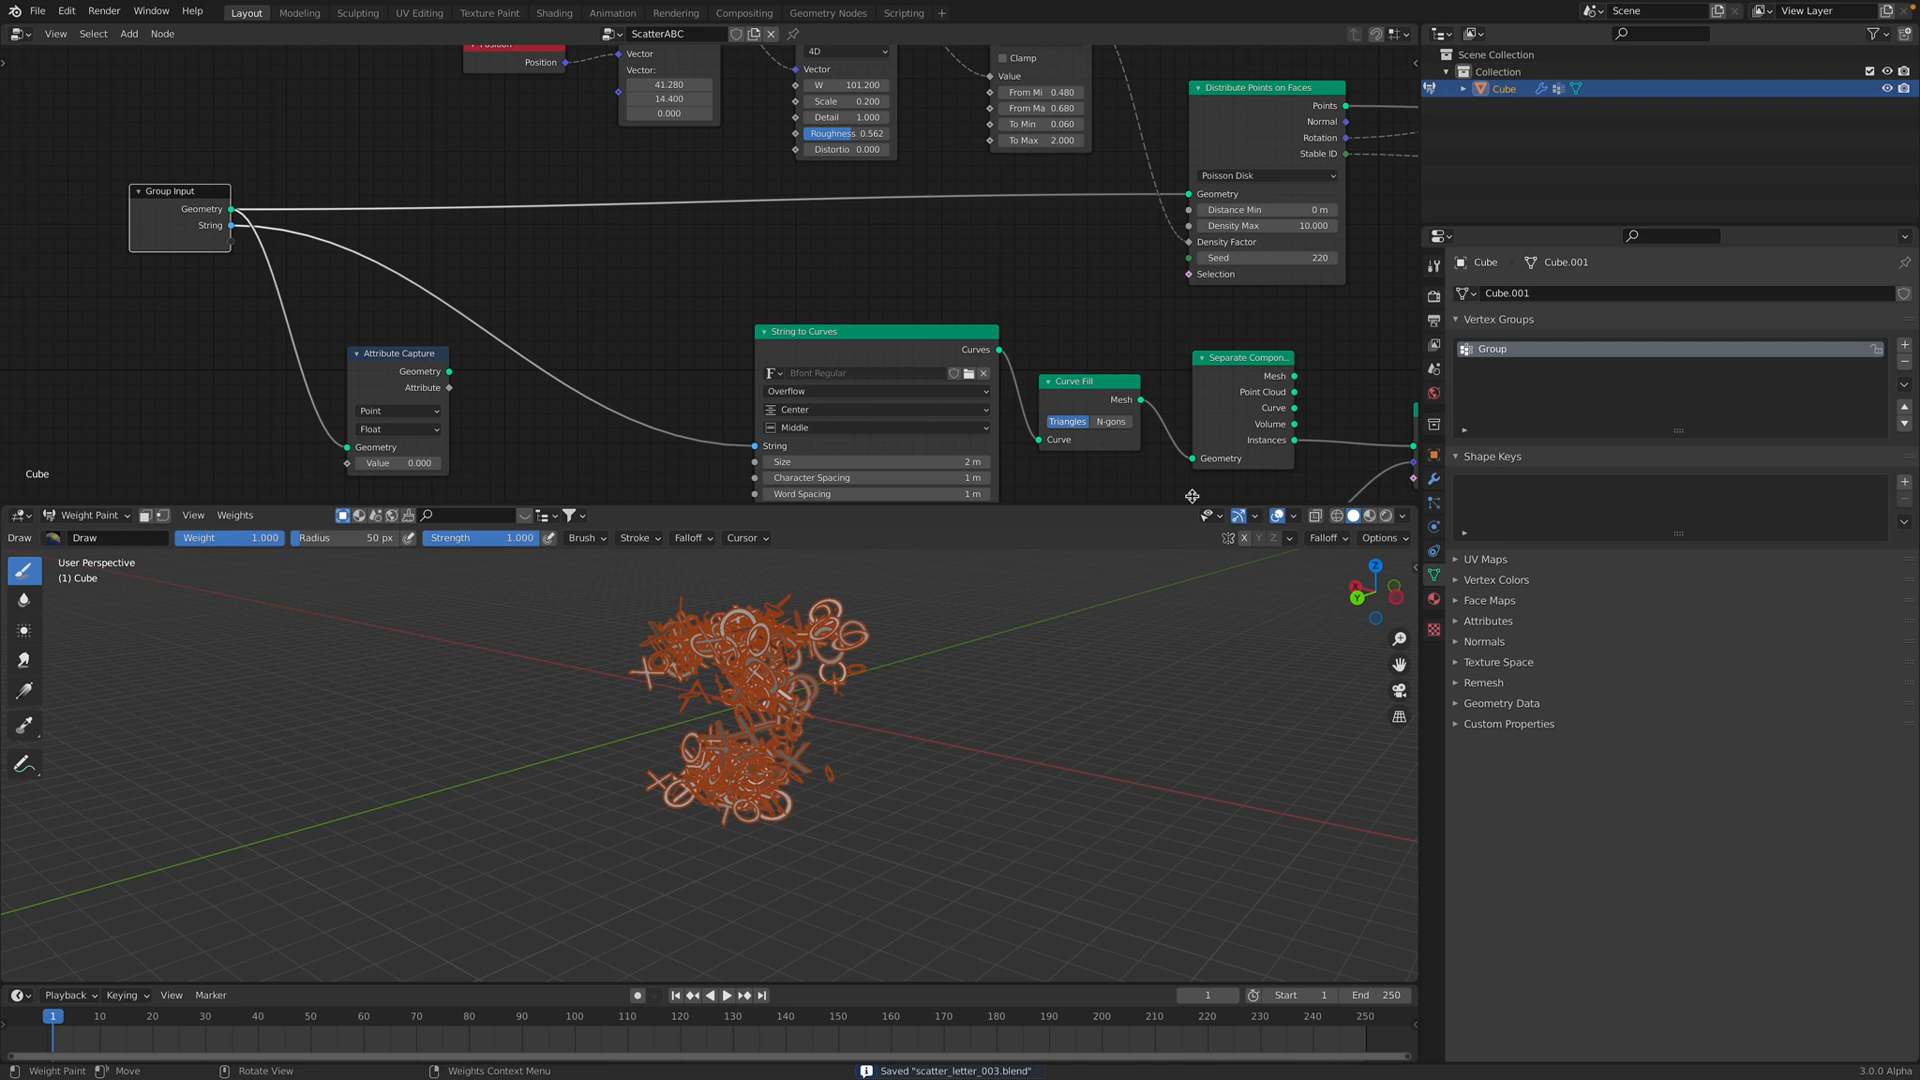 File Edit Render Window Help Layout Modeling Sculpting UV Editing Texture Paint Shading Animation Rendering Compositing Geometry Nodes Scripting + Scene View Layer
View Select Add Node ScatterABC
Position
Vector
Vector:
41.280
14.400
0.000
4D
Vector
W 101.200
Scale 0.200
Detail 1.000
Roughness 0.562
Distortio 0.000
Clamp
Value
From Mi 0.480
From Ma 0.680
To Min 0.060
To Max 2.000
Distribute Points on Faces
Points
Normal
Rotation
Stable ID
Poisson Disk
Geometry
Distance Min 0 m
Density Max 10.000
Density Factor
Seed 220
Selection
Group Input
Geometry
String
Attribute Capture
Geometry
Attribute
Point
Float
Geometry
Value 0.000
String to Curves
Curves
Bfont Regular
Overflow
Center
Middle
String
Size 2 m
Character Spacing 1 m
Word Spacing 1 m
Curve Fill
Mesh
Triangles N-gons
Curve
Separate Compon...
Mesh
Point Cloud
Curve
Volume
Instances
Geometry
Cube
Scene Collection
Collection
Cube
Cube Cube.001
Cube.001
Vertex Groups
Group
Shape Keys
UV Maps
Vertex Colors
Face Maps
Attributes
Normals
Texture Space
Remesh
Geometry Data
Custom Properties
Weight Paint View Weights
Draw Draw Weight 1.000 Radius 50 px Strength 1.000 Brush Stroke Falloff Cursor X Y Z Falloff Options
User Perspective
(1) Cube
Z
X
Y
Playback Keying View Marker 1 Start 1 End 250
1 10 20 30 40 50 60 70 80 90 100 110 120 130 140 150 160 170 180 190 200 210 220 230 240 250
Weight Paint Move Rotate View Weights Context Menu Saved "scatter_letter_003.blend" 3.0.0 Alpha